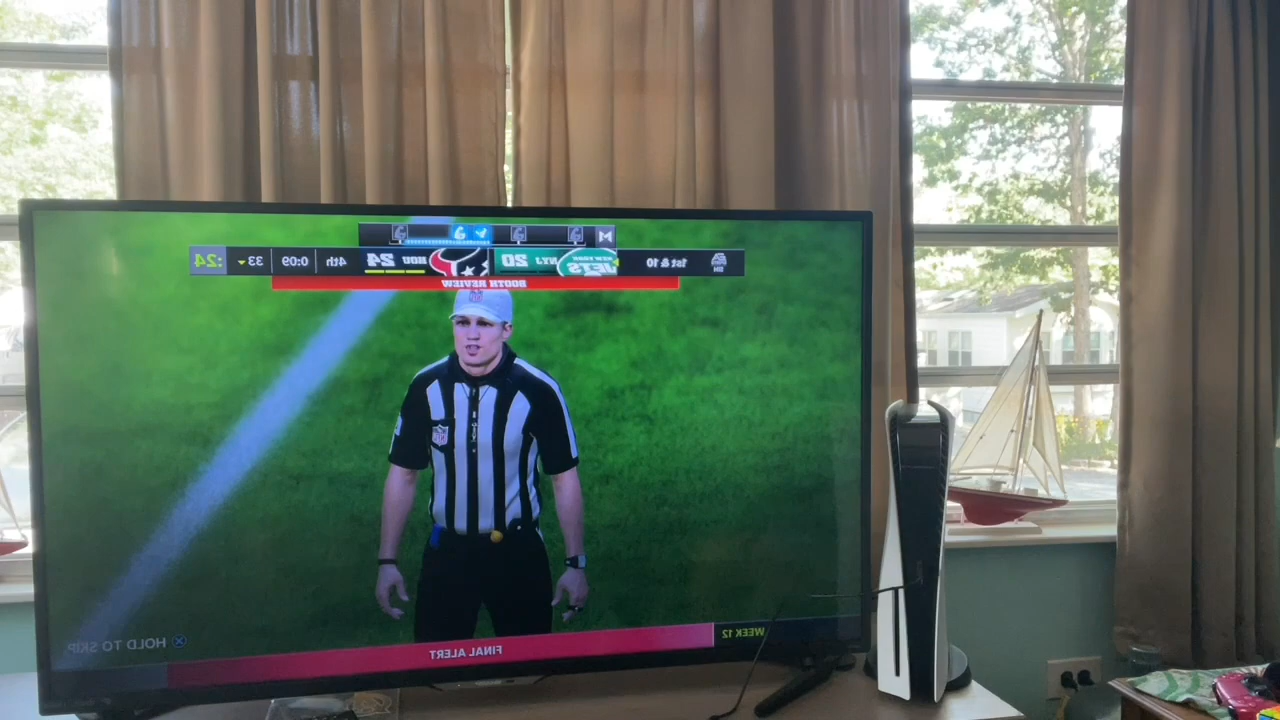 1st & 10 NEW YORK JETS NYJ 20 HOU 24 4th 0:09 33 :24
BOOTH REVIEW
NFL
WEEK 12
FINAL ALERT
HOLD TO SKIP